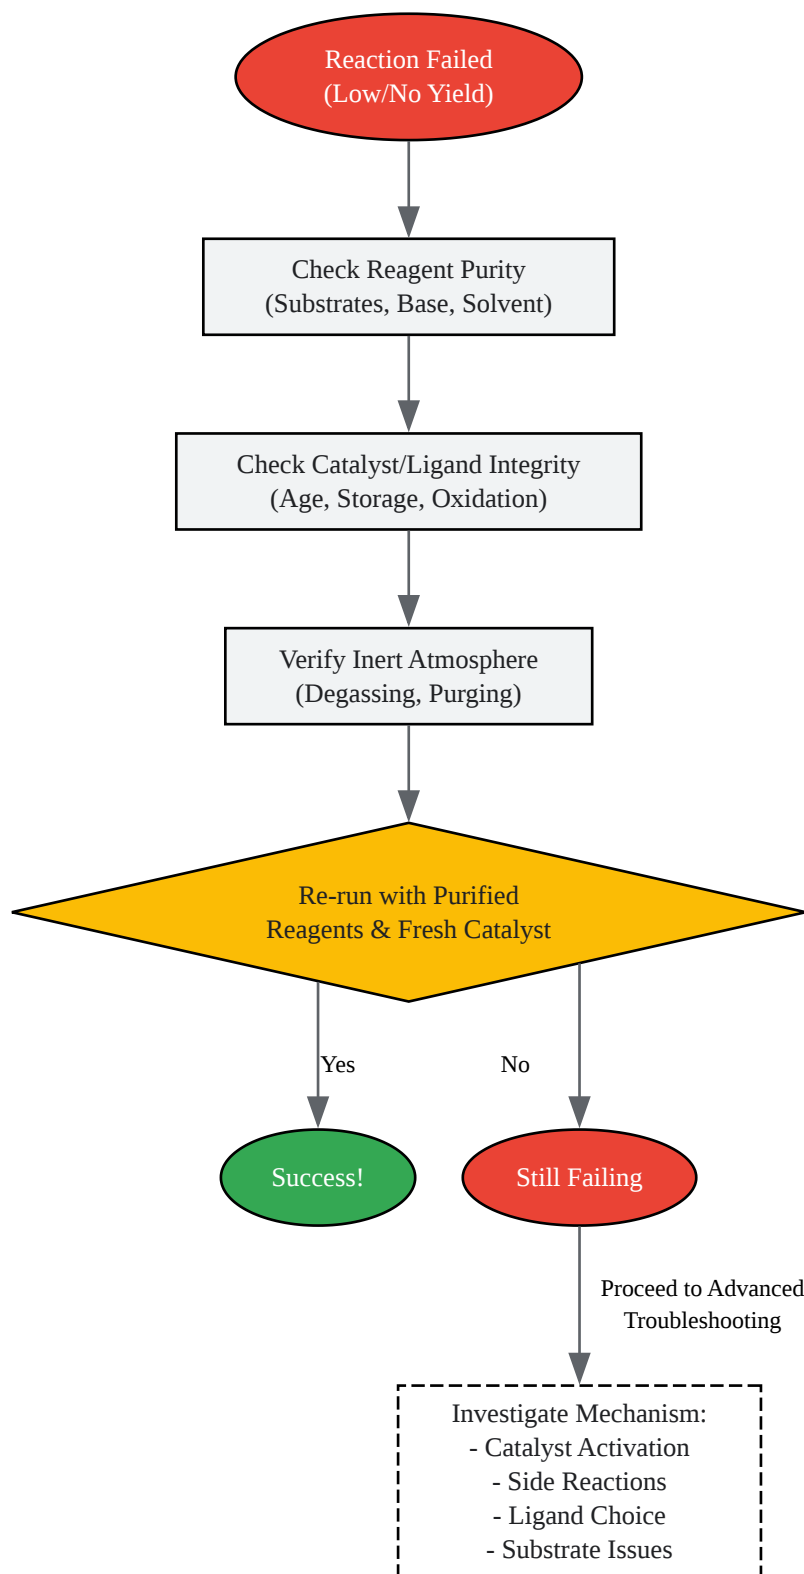 Reaction Failed
(Low/No Yield)
Check Reagent Purity
(Substrates, Base, Solvent)
Check Catalyst/Ligand Integrity
(Age, Storage, Oxidation)
Verify Inert Atmosphere
(Degassing, Purging)
Re-run with Purified
Reagents & Fresh Catalyst
Yes
No
Success!
Still Failing
Proceed to Advanced
Troubleshooting
Investigate Mechanism:
- Catalyst Activation
- Side Reactions
- Ligand Choice
- Substrate Issues